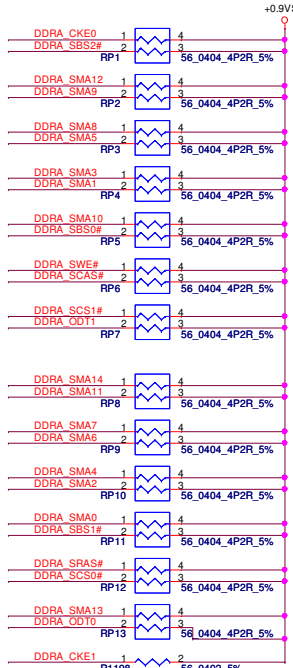 +0.9VS
DDRA_CKE0 1 4
DDRA_SBS2# 2 3
RP1 56_0404_4P2R_5%
DDRA_SMA12 1 4
DDRA_SMA9 2 3
RP2 56_0404_4P2R_5%
DDRA_SMA8 1 4
DDRA_SMA5 2 3
RP3 56_0404_4P2R_5%
DDRA_SMA3 1 4
DDRA_SMA1 2 3
RP4 56_0404_4P2R_5%
DDRA_SMA10 1 4
DDRA_SBS0# 2 3
RP5 56_0404_4P2R_5%
DDRA_SWE# 1 4
DDRA_SCAS# 2 3
RP6 56_0404_4P2R_5%
DDRA_SCS1# 1 4
DDRA_ODT1 2 3
RP7 56_0404_4P2R_5%
DDRA_SMA14 1 4
DDRA_SMA11 2 3
RP8 56_0404_4P2R_5%
DDRA_SMA7 1 4
DDRA_SMA6 2 3
RP9 56_0404_4P2R_5%
DDRA_SMA4 1 4
DDRA_SMA2 2 3
RP10 56_0404_4P2R_5%
DDRA_SMA0 1 4
DDRA_SBS1# 2 3
RP11 56_0404_4P2R_5%
DDRA_SRAS# 1 4
DDRA_SCS0# 2 3
RP12 56_0404_4P2R_5%
DDRA_SMA13 1 4
DDRA_ODT0 2 3
RP13 56_0404_4P2R_5%
DDRA_CKE1 1 2